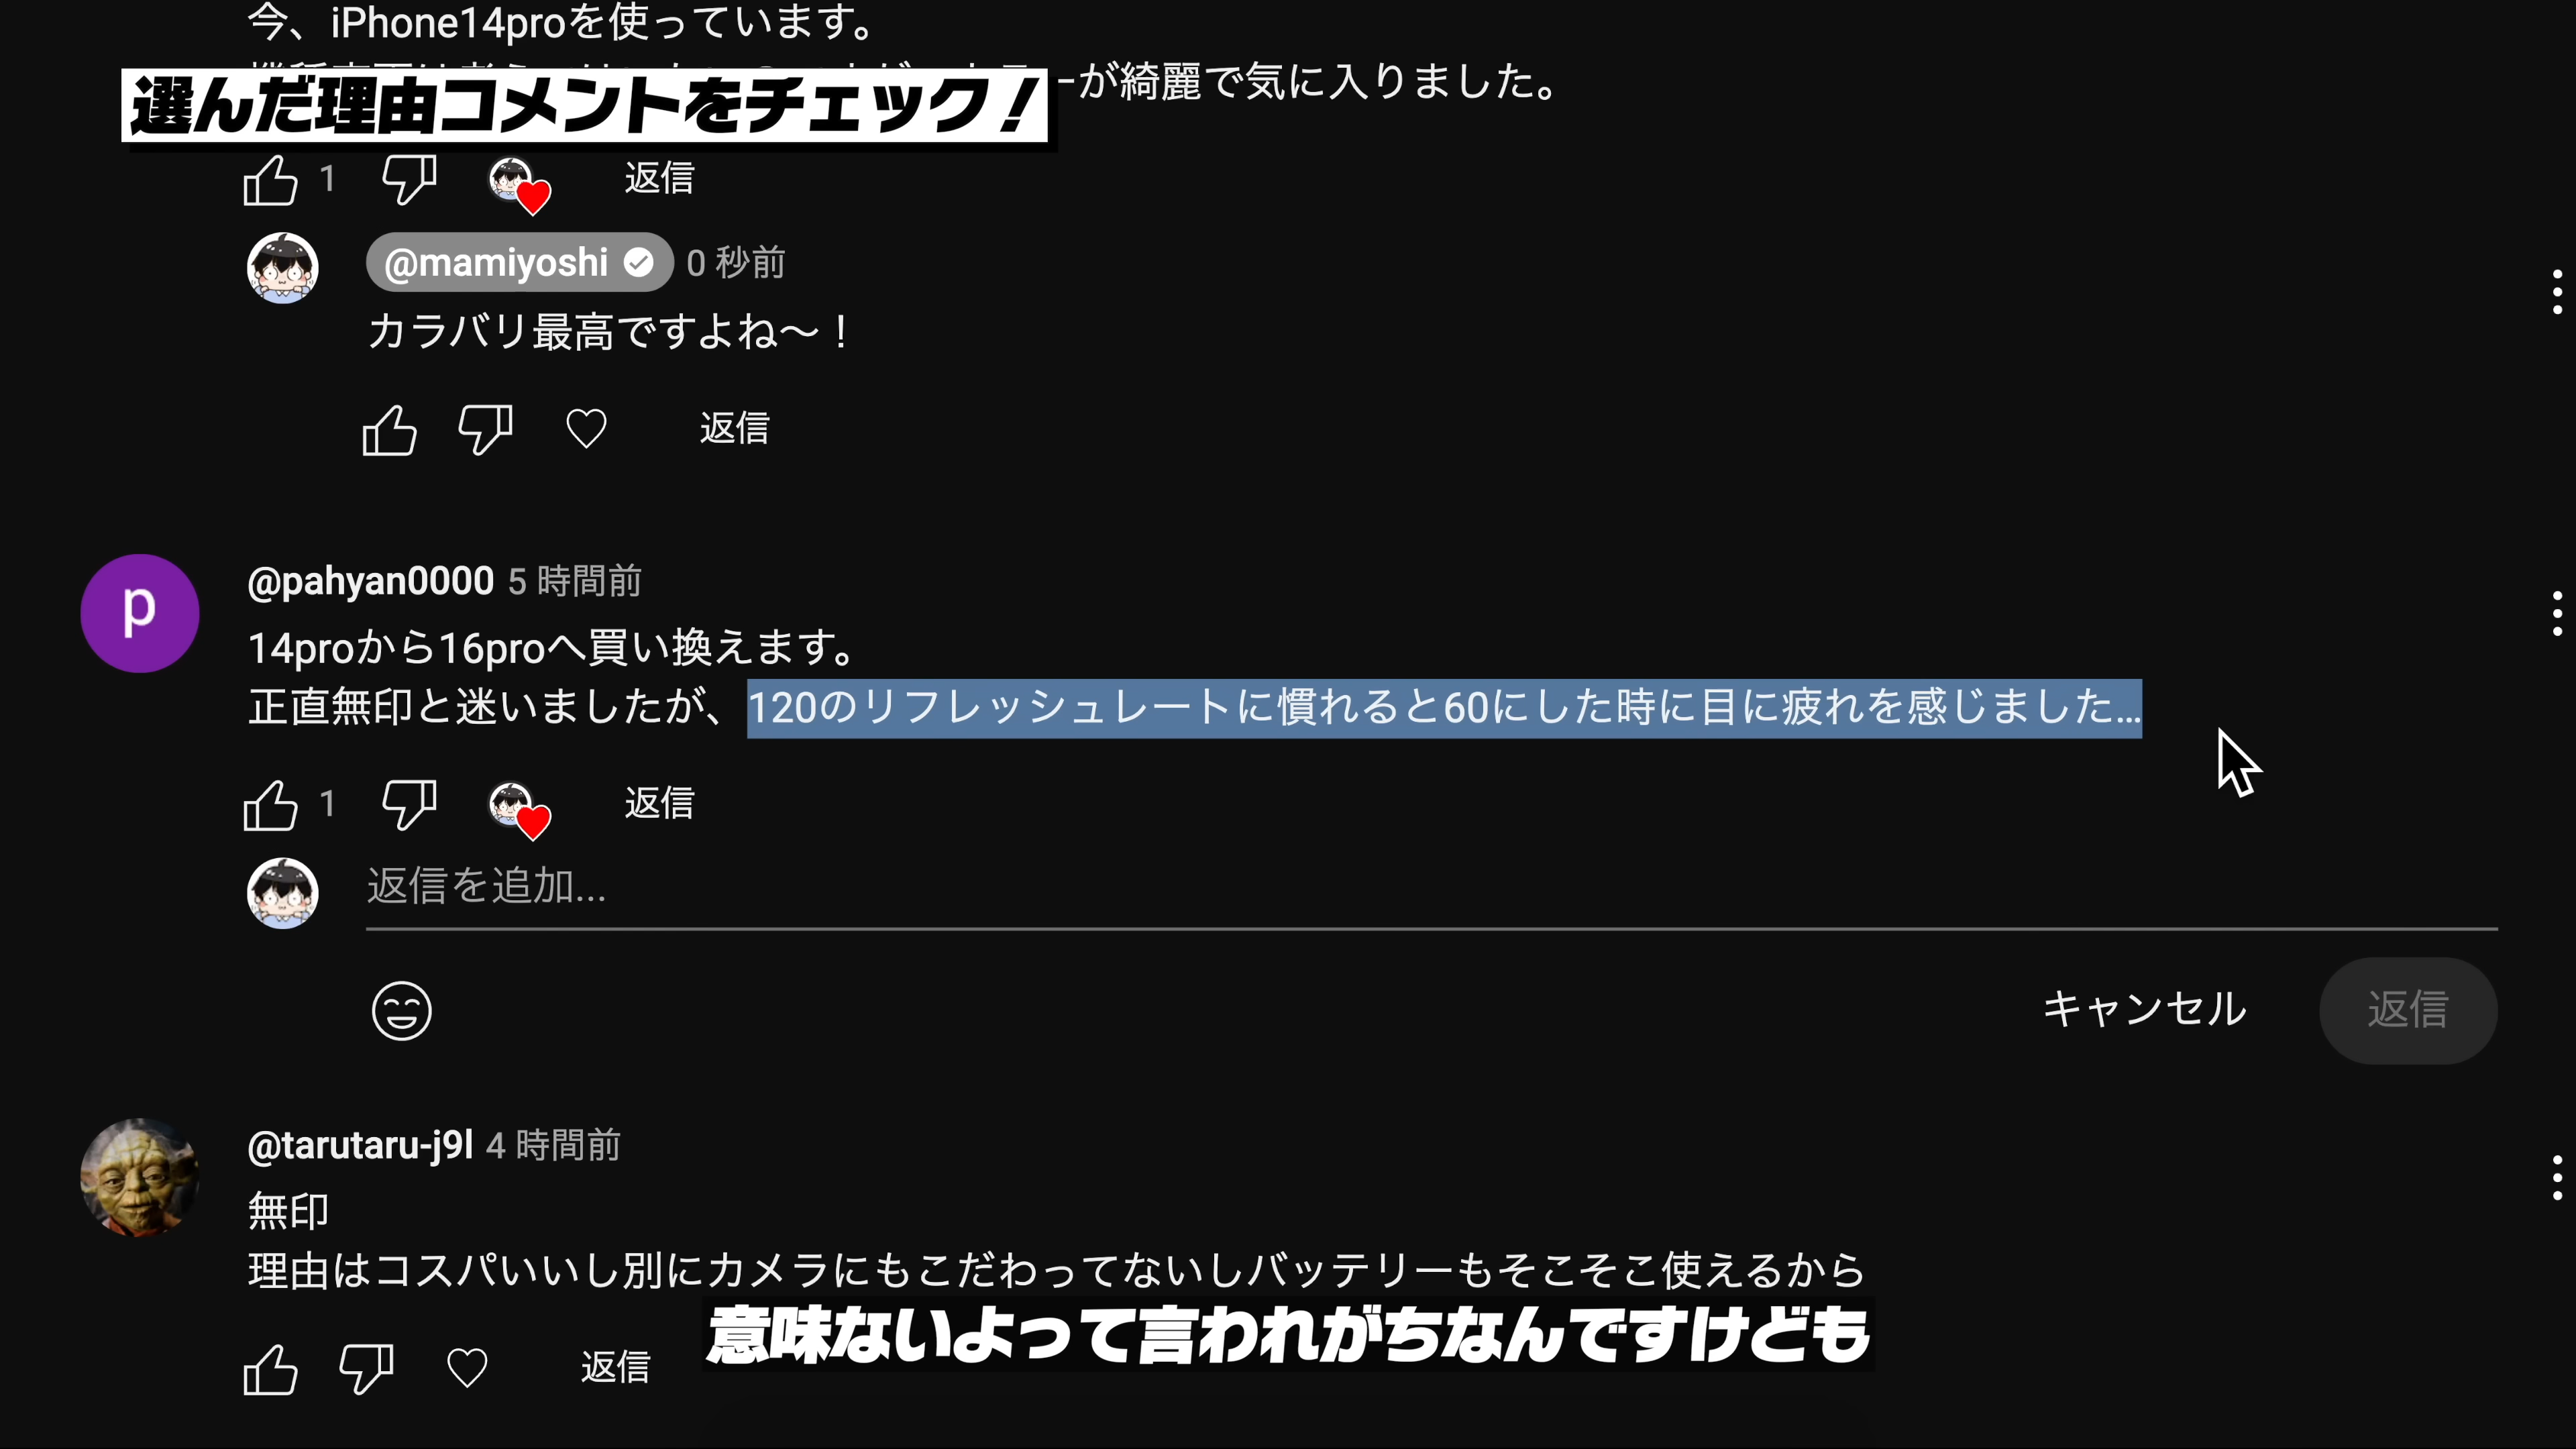 今、iPhone14proを使っています。
ーが綺麗で気に入りました。
選んだ理由コメントをチェック！
1
返信
@mamiyoshi 0 秒前
カラバリ最高ですよね〜！
返信
p
@pahyan0000 5 時間前
14proから16proへ買い換えます。
正直無印と迷いましたが、120のリフレッシュレートに慣れると60にした時に目に疲れを感じました…
1
返信
返信を追加...
キャンセル
返信
@tarutaru-j9l 4 時間前
無印
理由はコスパいいし別にカメラにもこだわってないしバッテリーもそこそこ使えるから
意味ないよって言われがちなんですけども
返信